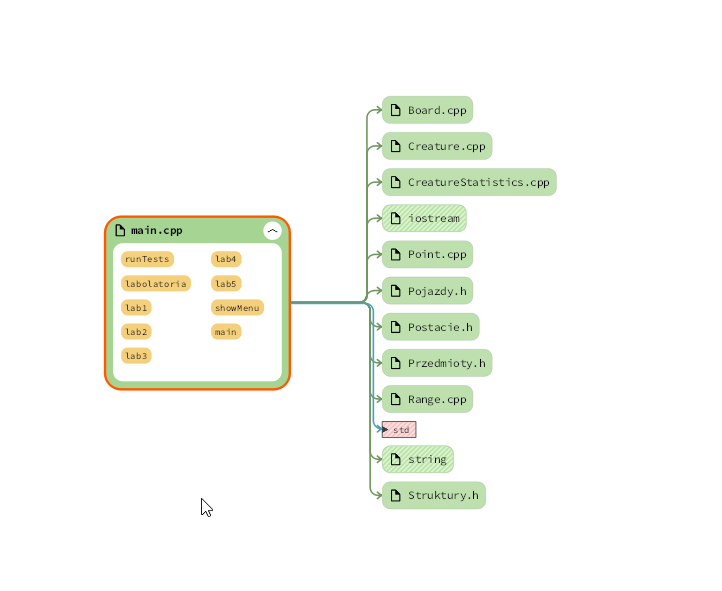 main.cpp
runTests
labolatoria
lab1
lab2
lab3
lab4
lab5
showMenu
main
Board.cpp
Creature.cpp
CreatureStatistics.cpp
iostream
Point.cpp
Pojazdy.h
Postacie.h
Przedmioty.h
Range.cpp
std
string
Struktury.h